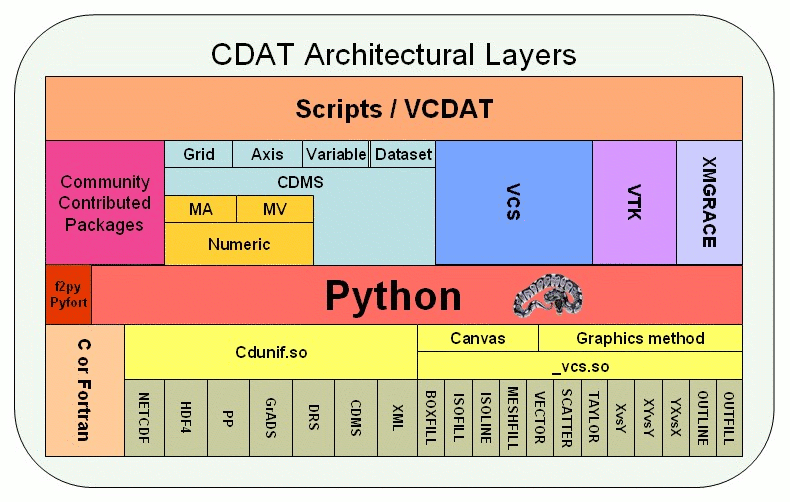 CDAT Architectural Layers
Scripts / VCDAT
Community
Contributed
Packages
Grid
Axis
Variable
Dataset
CDMS
MA
MV
Numeric
VCS
VTK
XMGRACE
f2py
Pyfort
Python
C or Fortran
Cdunif.so
Canvas
Graphics method
_vcs.so
NETCDF
HDF4
PP
GrADS
DRS
CDMS
XML
BOXFILL
ISOFILL
ISOLINE
MESHFILL
VECTOR
SCATTER
TAYLOR
XvsY
XYvsY
YXvsX
OUTLINE
OUTFILL